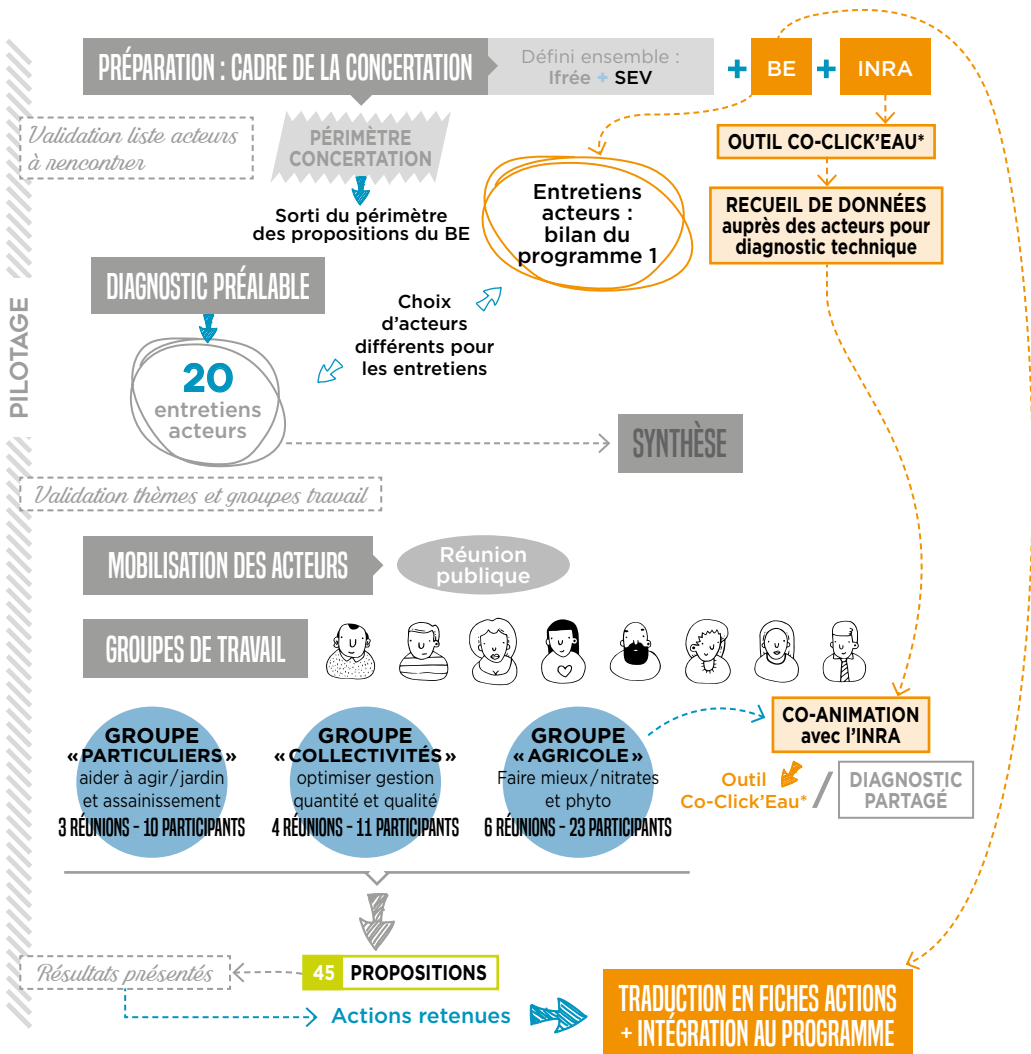 PRÉPARATION : CADRE DE LA CONCERTATION
Défini ensemble :
Ifrée + SEV
+ BE + INRA
Validation liste acteurs
à rencontrer
PÉRIMÈTRE
CONCERTATION
OUTIL CO-CLICK'EAU*
Sorti du périmètre
des propositions du BE
Entretiens
acteurs :
bilan du
programme 1
RECUEIL DE DONNÉES
auprès des acteurs pour
diagnostic technique
DIAGNOSTIC PRÉALABLE
Choix
d'acteurs
différents pour
les entretiens
PILOTAGE
20
entretiens
acteurs
SYNTHÈSE
Validation thèmes et groupes travail
MOBILISATION DES ACTEURS
Réunion
publique
GROUPES DE TRAVAIL
GROUPE
« PARTICULIERS »
aider à agir / jardin
et assainissement
3 RÉUNIONS - 10 PARTICIPANTS
GROUPE
« COLLECTIVITÉS »
optimiser gestion
quantité et qualité
4 RÉUNIONS - 11 PARTICIPANTS
GROUPE
« AGRICOLE »
Faire mieux / nitrates
et phyto
6 RÉUNIONS - 23 PARTICIPANTS
CO-ANIMATION
avec l'INRA
Outil
Co-Click'Eau*
/
DIAGNOSTIC
PARTAGÉ
Résultats présentés
45 PROPOSITIONS
Actions retenues
TRADUCTION EN FICHES ACTIONS
+ INTÉGRATION AU PROGRAMME